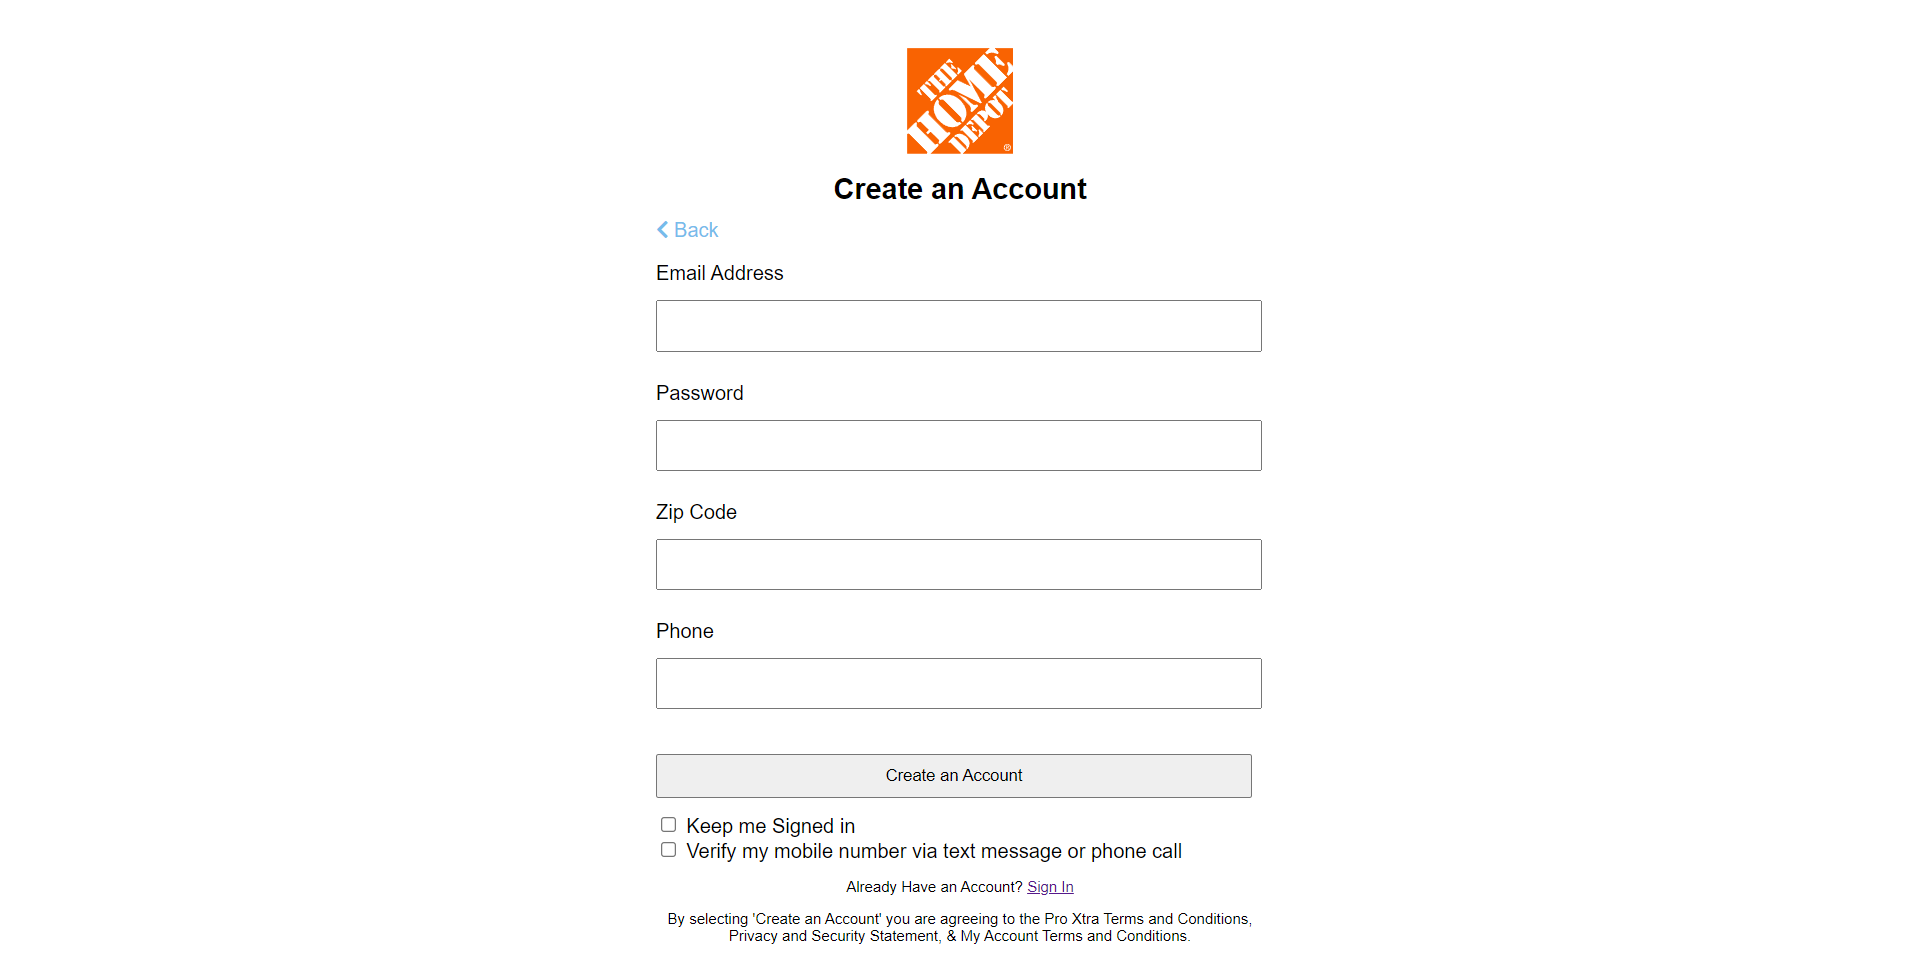 THE
HOME
DEPOT
Create an Account
Back
Email Address
Password
Zip Code
Phone
Create an Account
Keep me Signed in
Verify my mobile number via text message or phone call
Already Have an Account? Sign In
By selecting 'Create an Account' you are agreeing to the Pro Xtra Terms and Conditions,
Privacy and Security Statement, & My Account Terms and Conditions.